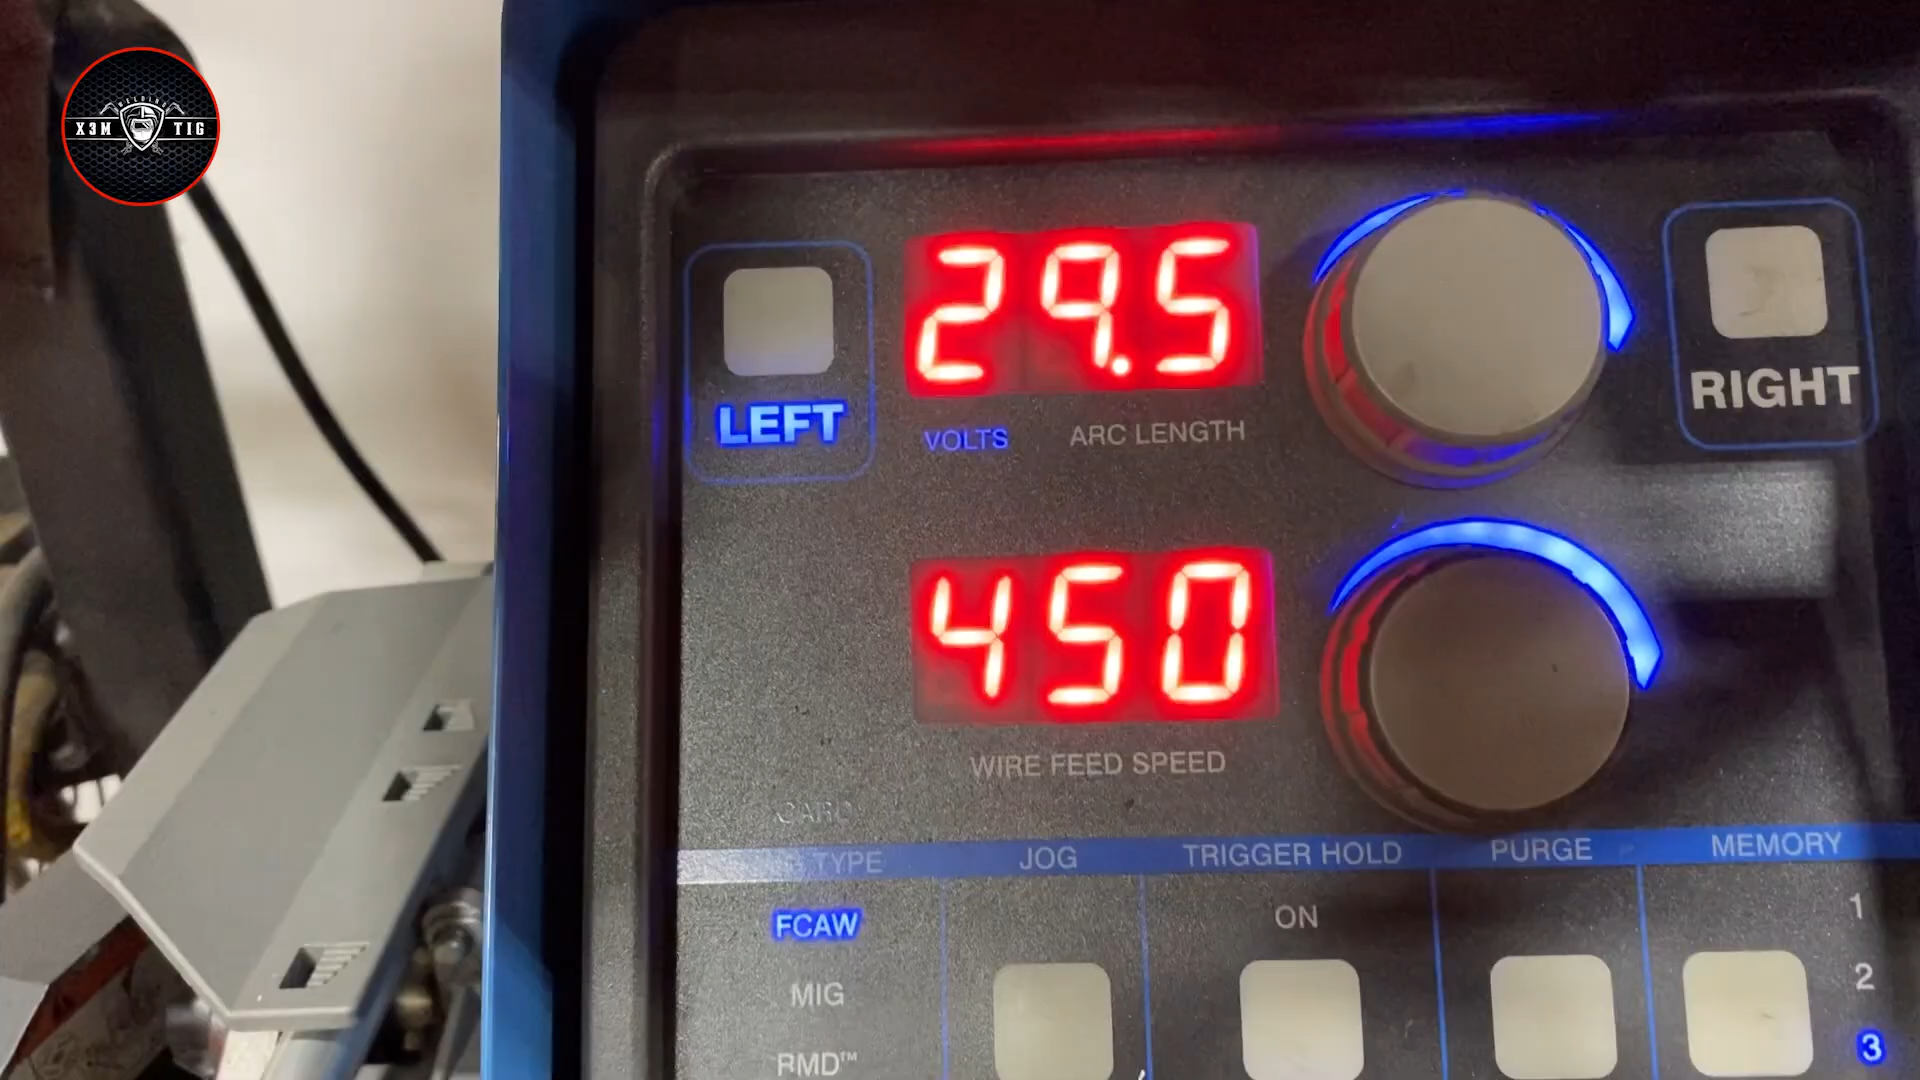 WELDING
X3M TIG
29.5
LEFT
RIGHT
VOLTS ARC LENGTH
450
WIRE FEED SPEED
TYPE JOG TRIGGER HOLD PURGE MEMORY
FCAW ON 1
MIG 2
RMD™ 3